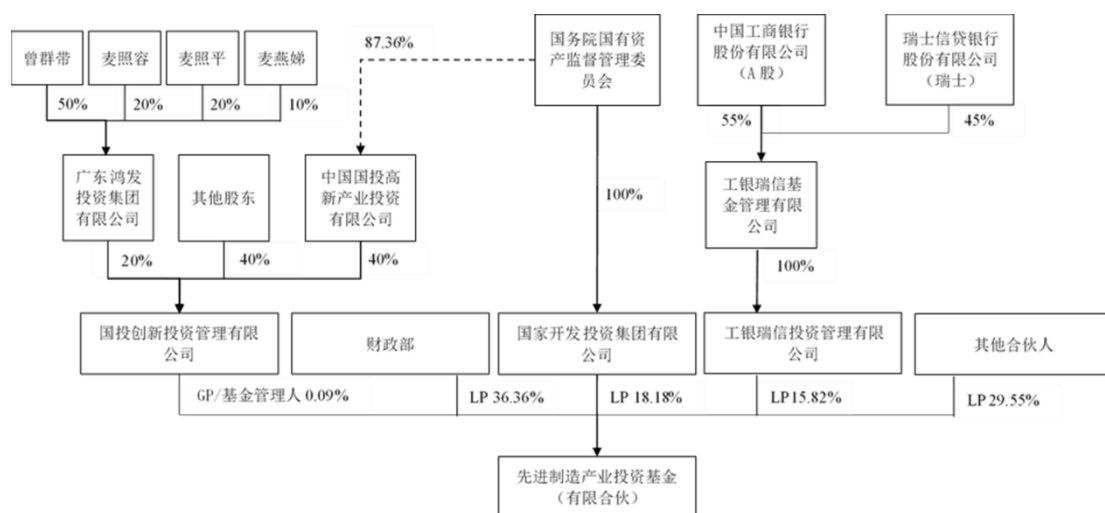 曾群带
麦照容
麦照平
麦燕娣
87.36%
国务院国有资
产监督管理委
员会
中国工商银行
股份有限公司
（A 股）
瑞士信贷银行
股份有限公司
（瑞士）
50%
20%
20%
10%
55%
45%
广东鸿发
投资集团
有限公司
其他股东
中国国投高
新产业投资
有限公司
100%
工银瑞信基
金管理有限
公司
20%
40%
40%
100%
国投创新投资管理有限
公司
财政部
国家开发投资集团有限
公司
工银瑞信投资管理有限
公司
其他合伙人
GP/基金管理人 0.09%
LP 36.36%
LP 18.18%
LP15.82%
LP 29.55%
先进制造产业投资基金
（有限合伙）